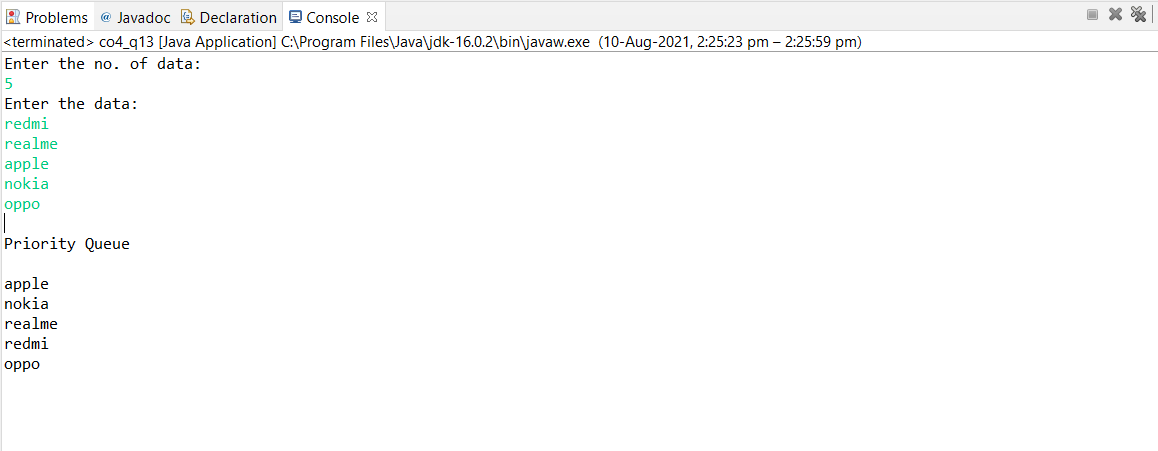 Problems @ Javadoc Declaration Console
<terminated> co4_q13 [Java Application] C:\Program Files\Java\jdk-16.0.2\bin\javaw.exe (10-Aug-2021, 2:25:23 pm – 2:25:59 pm)
Enter the no. of data:
5
Enter the data:
redmi
realme
apple
nokia
oppo
Priority Queue
apple
nokia
realme
redmi
oppo